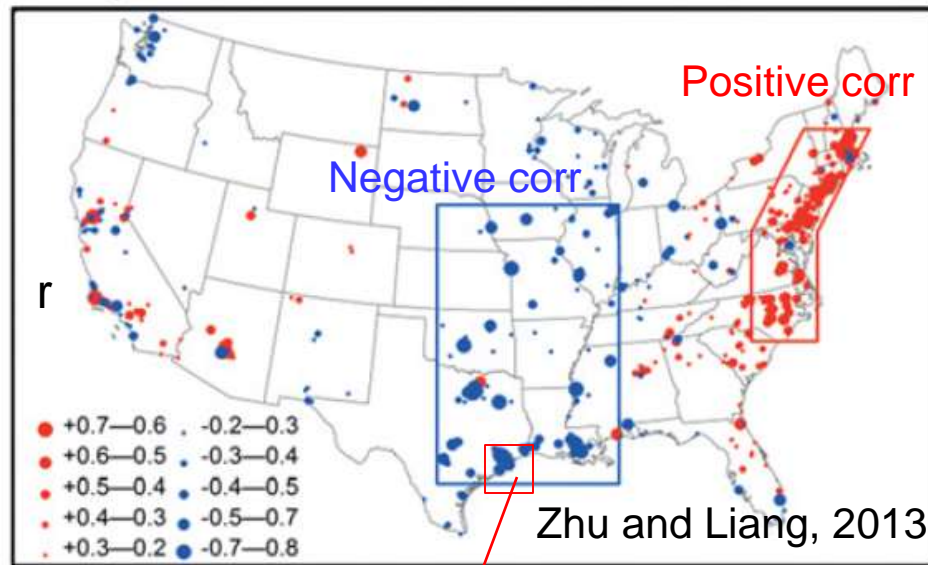 Positive corr
Negative corr
r
+0.7—0.6 -0.2—0.3
+0.6—0.5 -0.3—0.4
+0.5—0.4 -0.4—0.5
+0.4—0.3 -0.5—0.7
+0.3—0.2 -0.7—0.8
Zhu and Liang, 2013